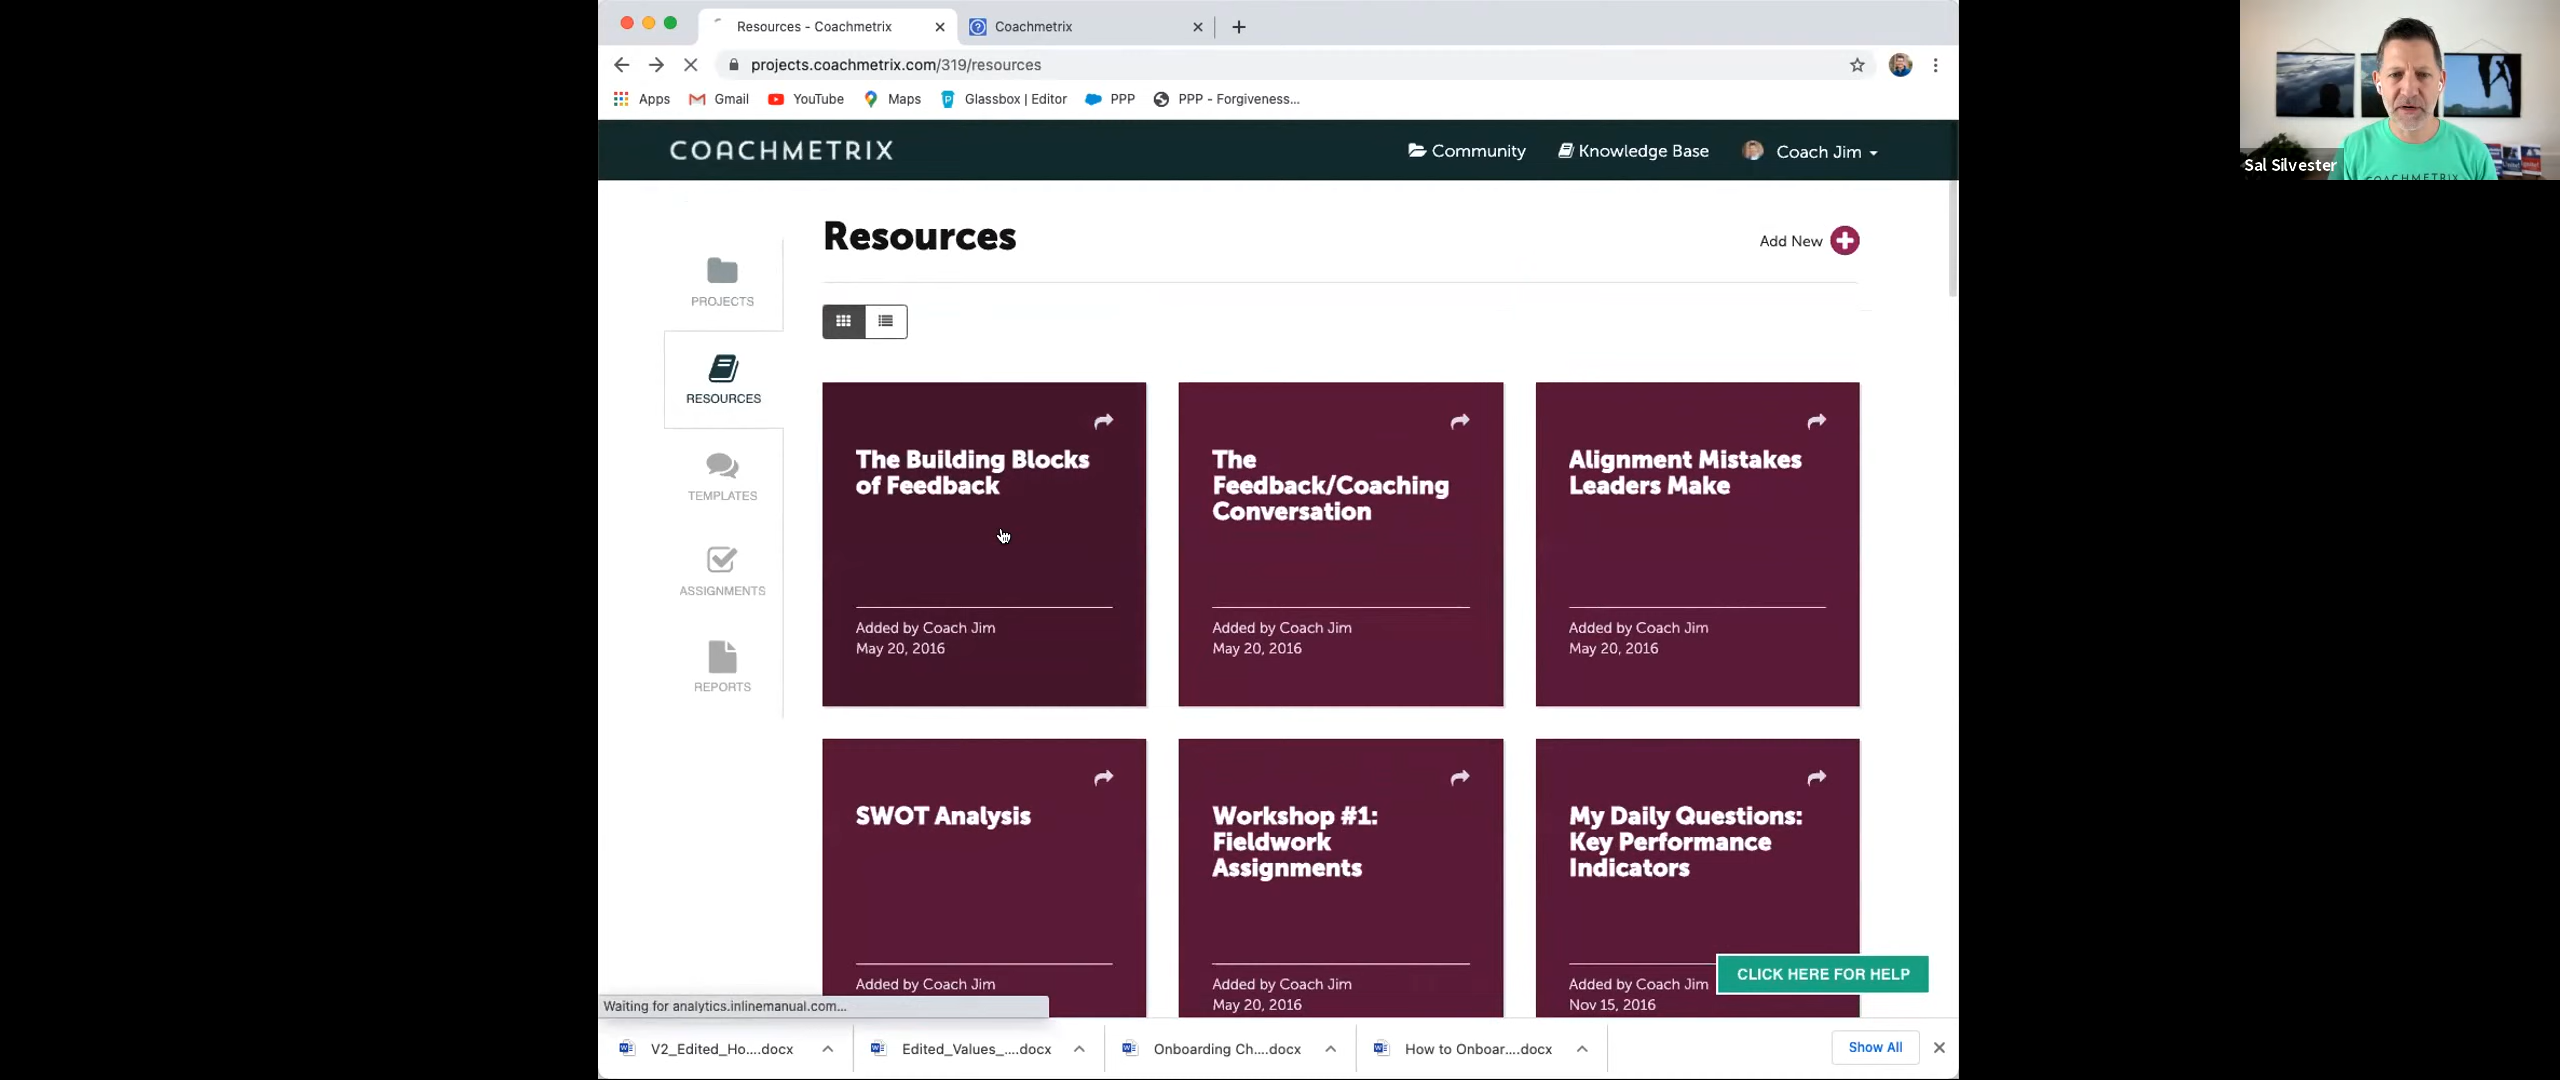 Resources - Coachmetrix
Coachmetrix
projects.coachmetrix.com/319/resources
Apps
Gmail
YouTube
Maps
Glassbox | Editor
PPP
PPP - Forgiveness...
COACHMETRIX
Community
Knowledge Base
Coach Jim
Sal Silvester
COACHMETRIX
Resources
Add New
PROJECTS
RESOURCES
TEMPLATES
ASSIGNMENTS
REPORTS
The Building Blocks
of Feedback
Added by Coach Jim
May 20, 2016
The
Feedback/Coaching
Conversation
Added by Coach Jim
May 20, 2016
Alignment Mistakes
Leaders Make
Added by Coach Jim
May 20, 2016
SWOT Analysis
Added by Coach Jim
Workshop #1:
Fieldwork
Assignments
Added by Coach Jim
May 20, 2016
My Daily Questions:
Key Performance
Indicators
Added by Coach Jim
Nov 15, 2016
CLICK HERE FOR HELP
Waiting for analytics.inlinemanual.com...
V2_Edited_Ho....docx
Edited_Values_....docx
Onboarding Ch....docx
How to Onboar....docx
Show All